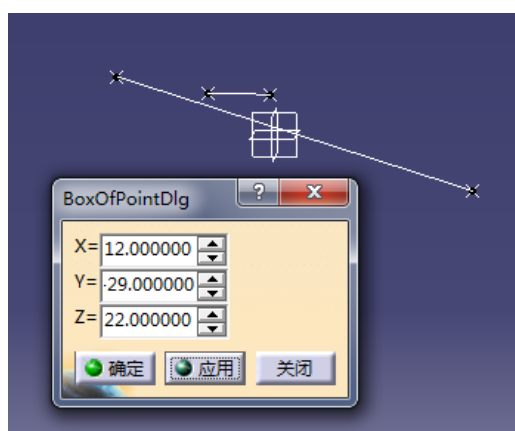 BoxOfPointDlg ? X
X= 12.000000
Y= -29.000000
Z= 22.000000
确定 应用 关闭